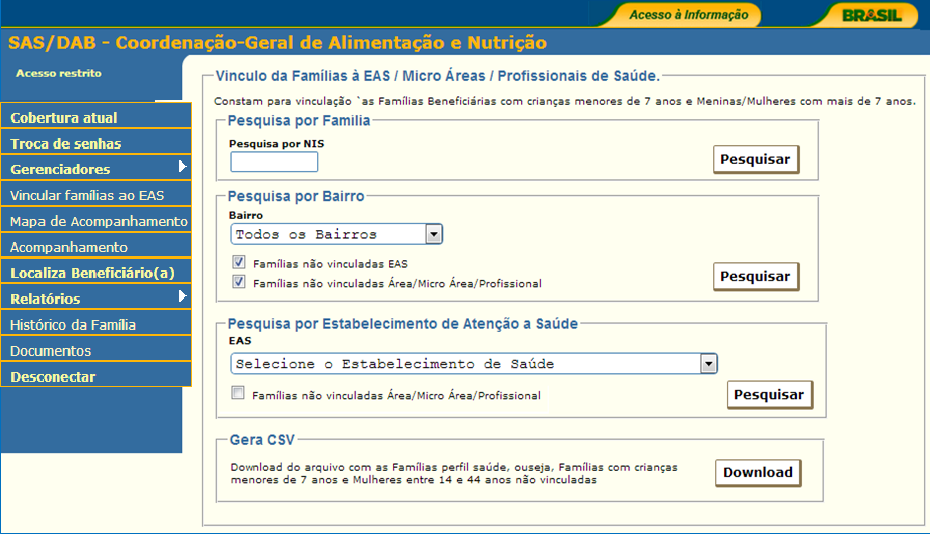 Acesso à Informação
BRASIL
SAS/DAB - Coordenação-Geral de Alimentação e Nutrição
Acesso restrito
Cobertura atual
Troca de senhas
Gerenciadores
Vincular famílias ao EAS
Mapa de Acompanhamento
Acompanhamento
Localiza Beneficiário(a)
Relatórios
Histórico da Família
Documentos
Desconectar
Vinculo da Famílias à EAS / Micro Áreas / Profissionais de Saúde.
Constam para vinculação `as Famílias Beneficiárias com crianças menores de 7 anos e Meninas/Mulheres com mais de 7 anos.
Pesquisa por Familia
Pesquisa por NIS
Pesquisar
Pesquisa por Bairro
Bairro
Todos os Bairros
Famílias não vinculadas EAS
Famílias não vinculadas Área/Micro Área/Profissional
Pesquisar
Pesquisa por Estabelecimento de Atenção a Saúde
EAS
Selecione o Estabelecimento de Saúde
Famílias não vinculadas Área/Micro Área/Profissional
Pesquisar
Gera CSV
Download do arquivo com as Famílias perfil saúde, ouseja, Famílias com crianças
menores de 7 anos e Mulheres entre 14 e 44 anos não vinculadas
Download